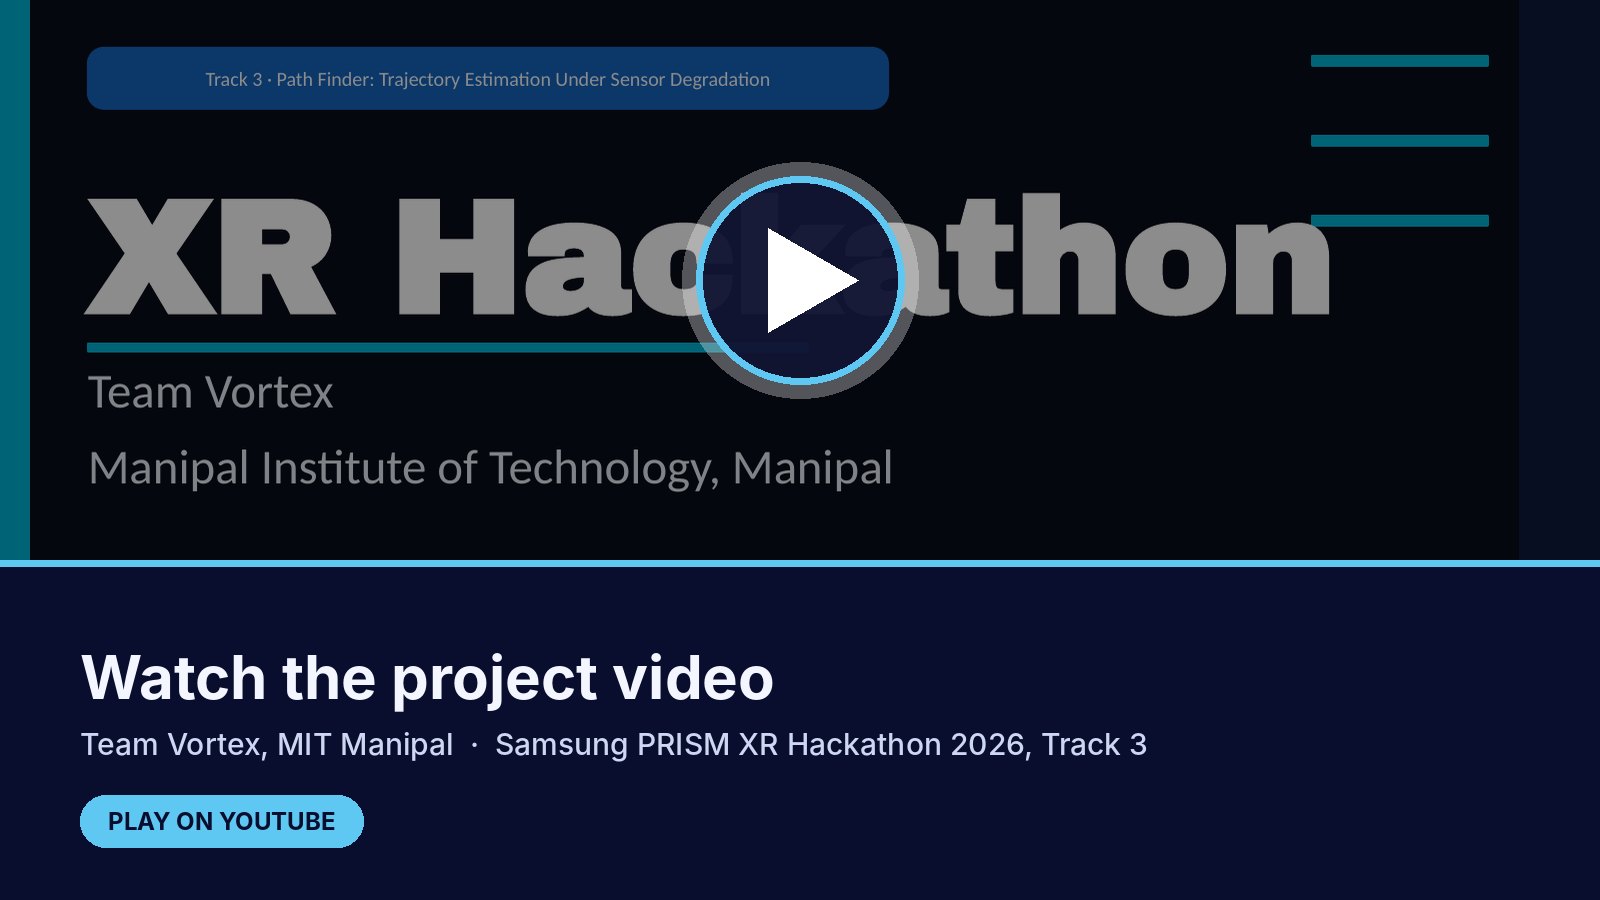 Track 3 · Path Finder: Trajectory Estimation Under Sensor Degradation
XR Hackathon
Team Vortex
Manipal Institute of Technology, Manipal
Watch the project video
Team Vortex, MIT Manipal · Samsung PRISM XR Hackathon 2026, Track 3
PLAY ON YOUTUBE